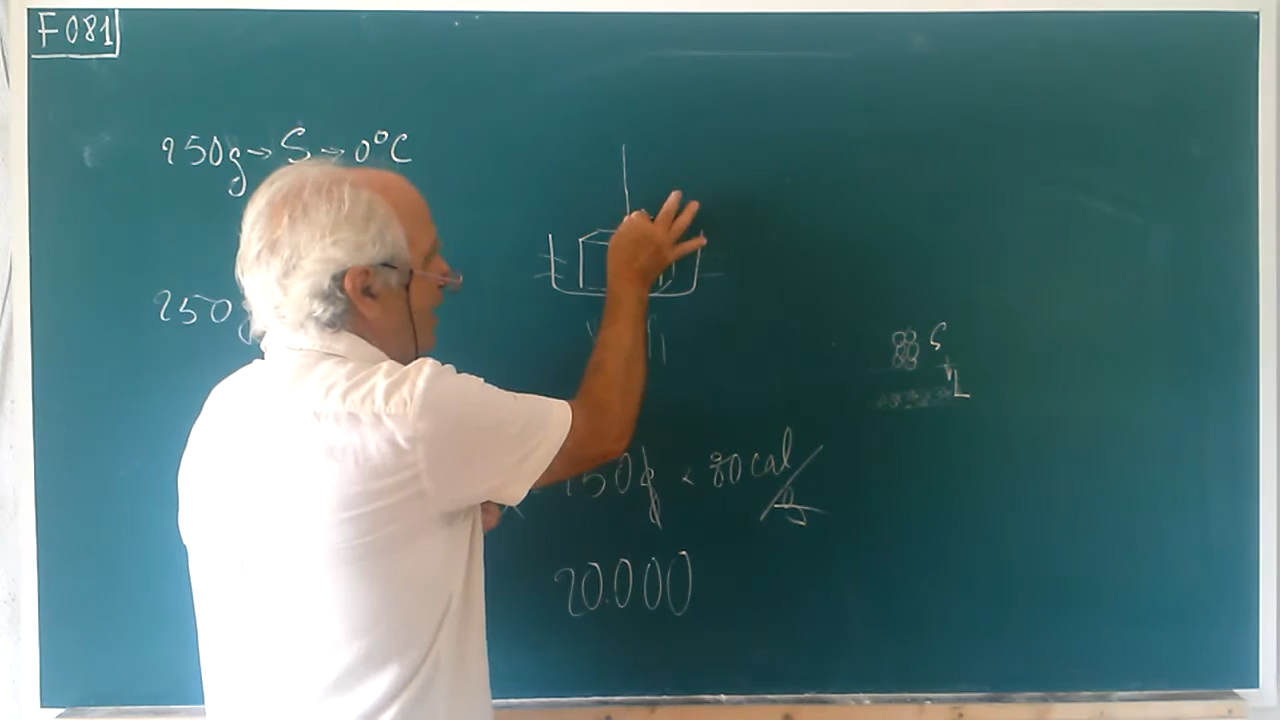 F081
250g → S → 0°C
250g
S
L
250g × 80 cal/g
20.000